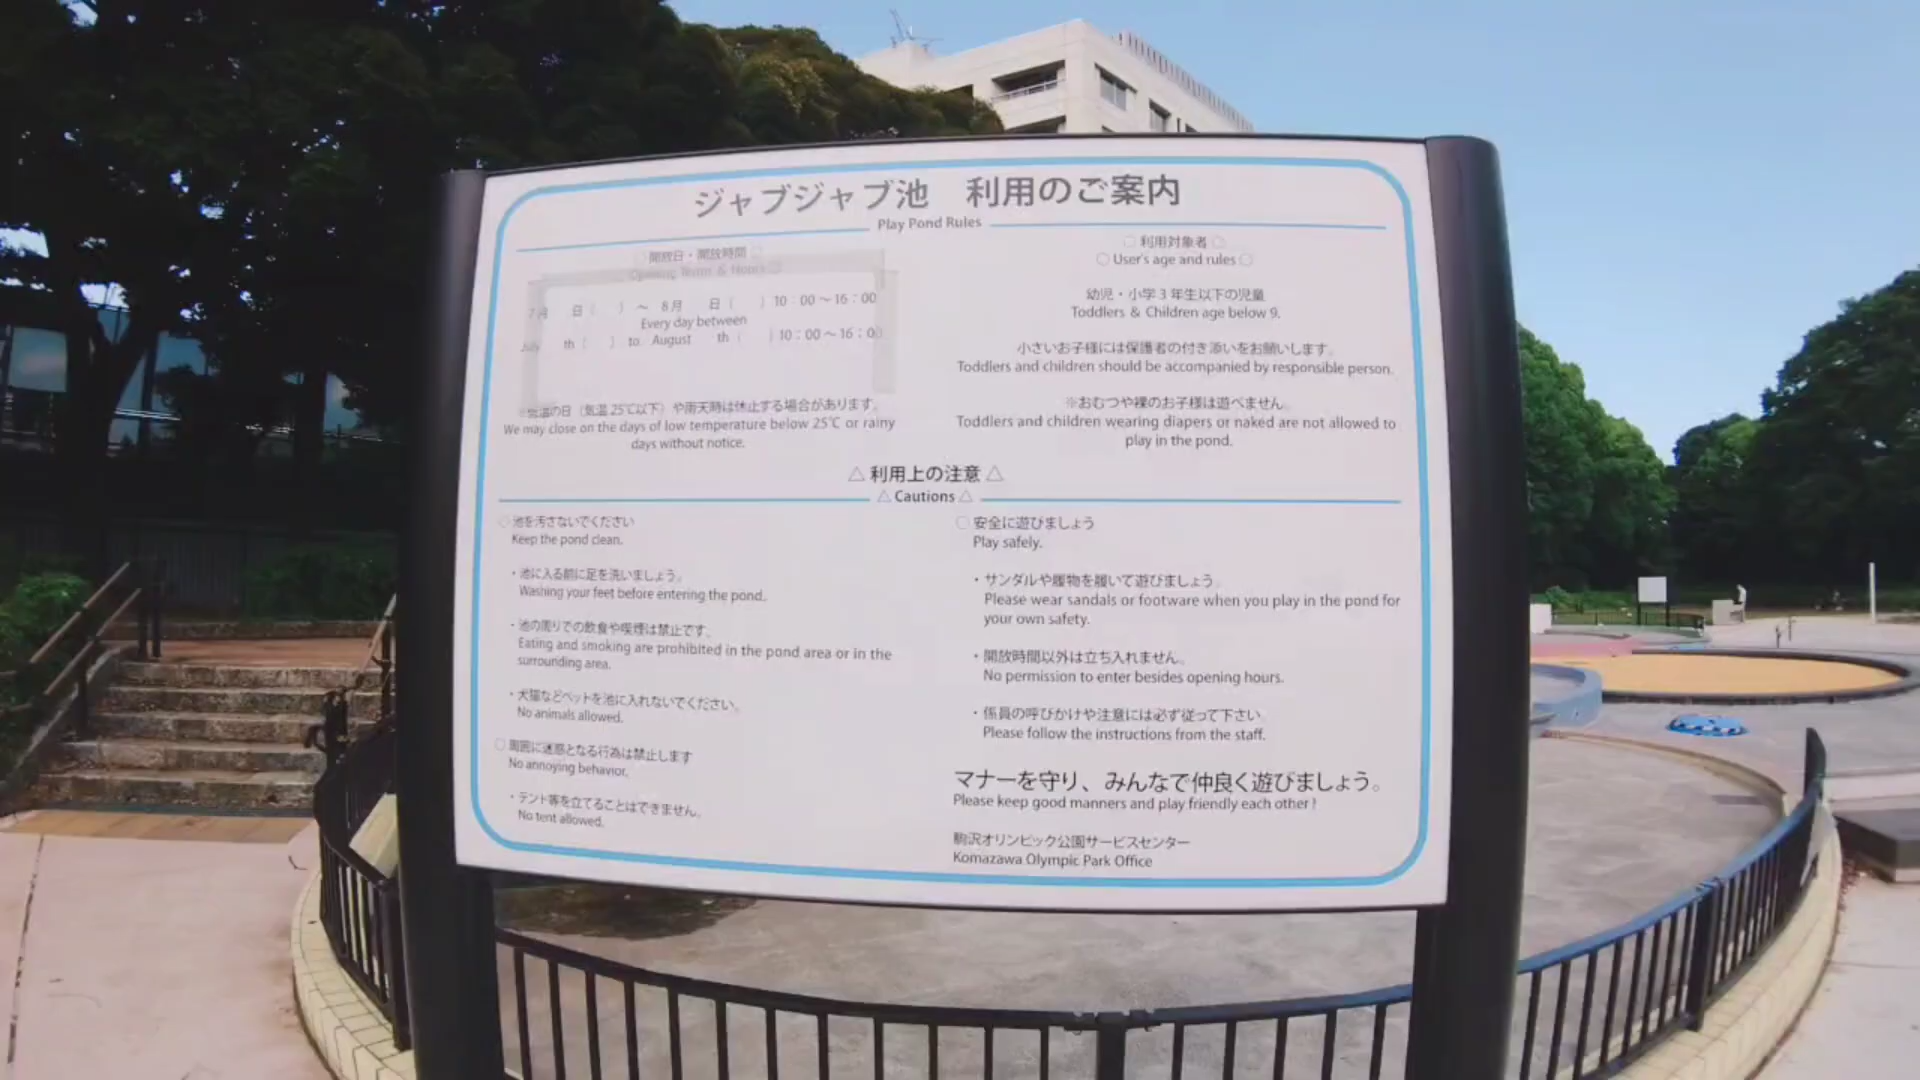 ジャブジャブ池　利用のご案内
Play Pond Rules
○ 開放日・開放時間 ○
Opening Term & Hours
7月　日（　）～ 8月　日（　）10：00～16：00
Every day between
July　th（　）to August　th（　）10：00～16：00
※低温の日（気温 25℃以下）や雨天時は休止する場合があります。
We may close on the days of low temperature below 25℃ or rainy
days without notice.
○ 利用対象者 ○
○ User's age and rules ○
幼児・小学3年生以下の児童
Toddlers & Children age below 9.
小さいお子様には保護者の付き添いをお願いします。
Toddlers and children should be accompanied by responsible person.
※おむつや裸のお子様は遊べません。
Toddlers and children wearing diapers or naked are not allowed to
play in the pond.
△ 利用上の注意 △
△ Cautions △
○ 池を汚さないでください
Keep the pond clean.
・池に入る前に足を洗いましょう。
Washing your feet before entering the pond.
・池の周りでの飲食や喫煙は禁止です。
Eating and smoking are prohibited in the pond area or in the
surrounding area.
・犬猫などペットを池に入れないでください。
No animals allowed.
○ 周囲に迷惑となる行為は禁止します
No annoying behavior.
・テント等を立てることはできません。
No tent allowed.
○ 安全に遊びましょう
Play safely.
・サンダルや履物を履いて遊びましょう。
Please wear sandals or footware when you play in the pond for
your own safety.
・開放時間以外は立ち入れません。
No permission to enter besides opening hours.
・係員の呼びかけや注意には必ず従って下さい。
Please follow the instructions from the staff.
マナーを守り、みんなで仲良く遊びましょう。
Please keep good manners and play friendly each other !
駒沢オリンピック公園サービスセンター
Komazawa Olympic Park Office